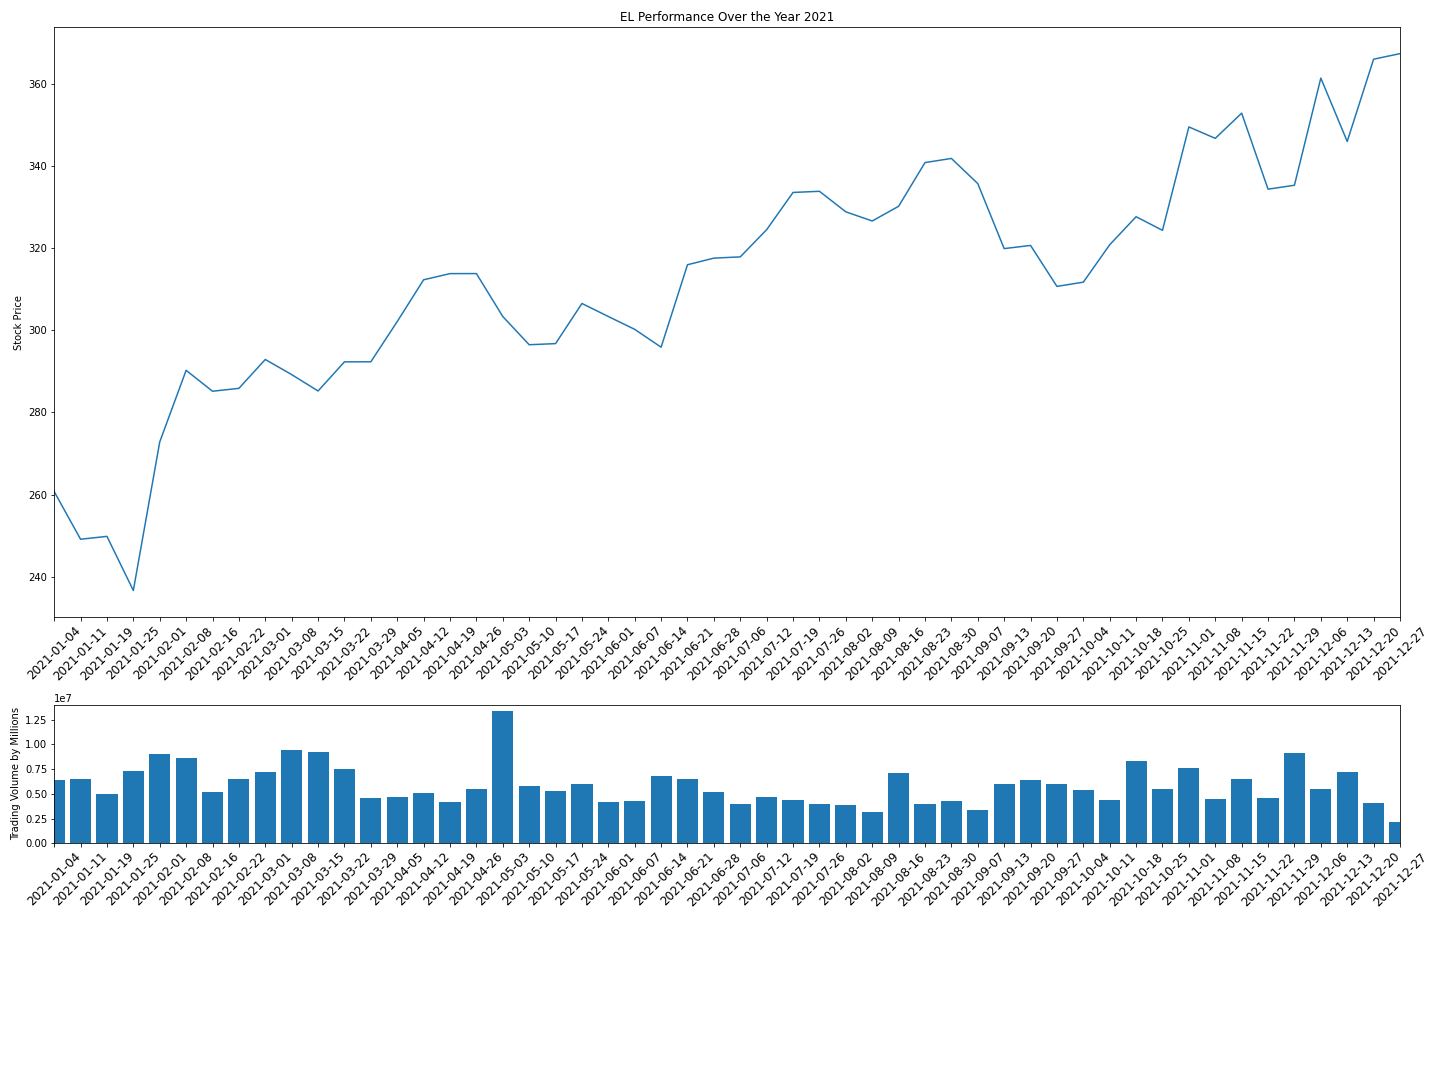 EL Performance Over the Year 2021
Stock Price
360
340
320
300
280
260
240
2021-01-04 2021-01-11 2021-01-19 2021-01-25 2021-02-01 2021-02-08 2021-02-16 2021-02-22 2021-03-01 2021-03-08 2021-03-15 2021-03-22 2021-03-29 2021-04-05 2021-04-12 2021-04-19 2021-04-26 2021-05-03 2021-05-10 2021-05-17 2021-05-24 2021-06-01 2021-06-07 2021-06-14 2021-06-21 2021-06-28 2021-07-06 2021-07-12 2021-07-19 2021-07-26 2021-08-02 2021-08-09 2021-08-16 2021-08-23 2021-08-30 2021-09-07 2021-09-13 2021-09-20 2021-09-27 2021-10-04 2021-10-11 2021-10-18 2021-10-25 2021-11-01 2021-11-08 2021-11-15 2021-11-22 2021-11-29 2021-12-06 2021-12-13 2021-12-20 2021-12-27
1e7
Trading Volume by Millions
1.25
1.00
0.75
0.50
0.25
0.00
2021-01-04 2021-01-11 2021-01-19 2021-01-25 2021-02-01 2021-02-08 2021-02-16 2021-02-22 2021-03-01 2021-03-08 2021-03-15 2021-03-22 2021-03-29 2021-04-05 2021-04-12 2021-04-19 2021-04-26 2021-05-03 2021-05-10 2021-05-17 2021-05-24 2021-06-01 2021-06-07 2021-06-14 2021-06-21 2021-06-28 2021-07-06 2021-07-12 2021-07-19 2021-07-26 2021-08-02 2021-08-09 2021-08-16 2021-08-23 2021-08-30 2021-09-07 2021-09-13 2021-09-20 2021-09-27 2021-10-04 2021-10-11 2021-10-18 2021-10-25 2021-11-01 2021-11-08 2021-11-15 2021-11-22 2021-11-29 2021-12-06 2021-12-13 2021-12-20 2021-12-27